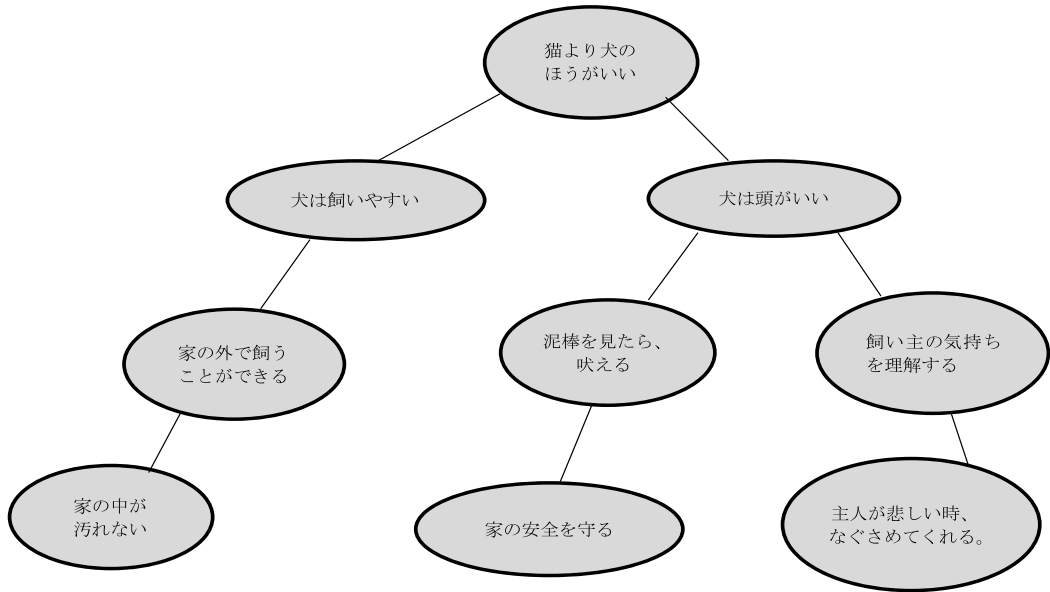 猫より犬の
ほうがいい
犬は飼いやすい
犬は頭がいい
家の外で飼う
ことができる
泥棒を見たら、
吠える
飼い主の気持ち
を理解する
家の中が
汚れない
家の安全を守る
主人が悲しい時、
なぐさめてくれる。